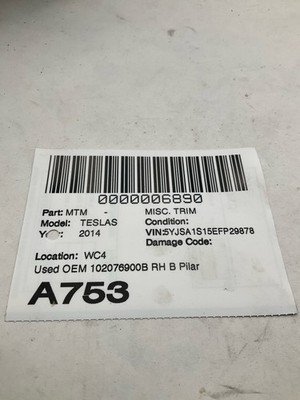 0000006890
Part: MTM - MISC. TRIM
Model: TESLAS Condition:
Year: 2014 VIN:5YJSA1S15EFP29878
Damage Code:
Location: WC4
Used OEM 102076900B RH B Pilar
A753